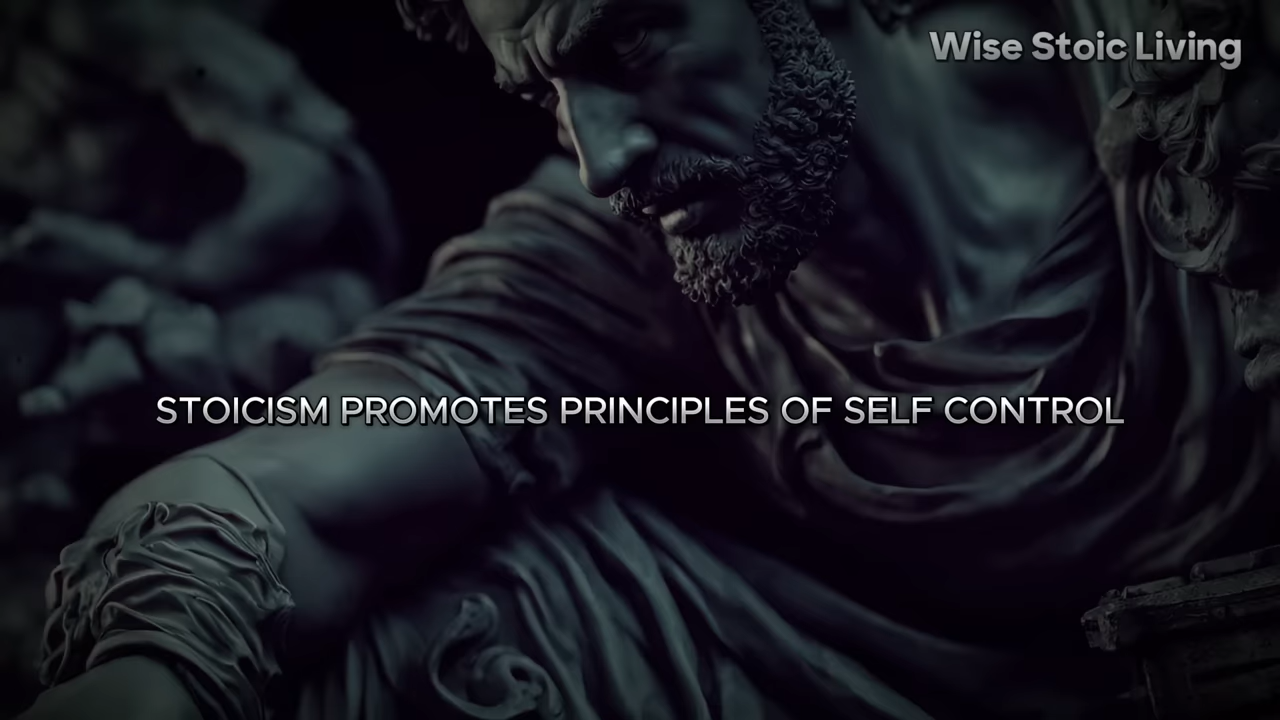 Wise Stoic Living
STOICISM PROMOTES PRINCIPLES OF SELF CONTROL